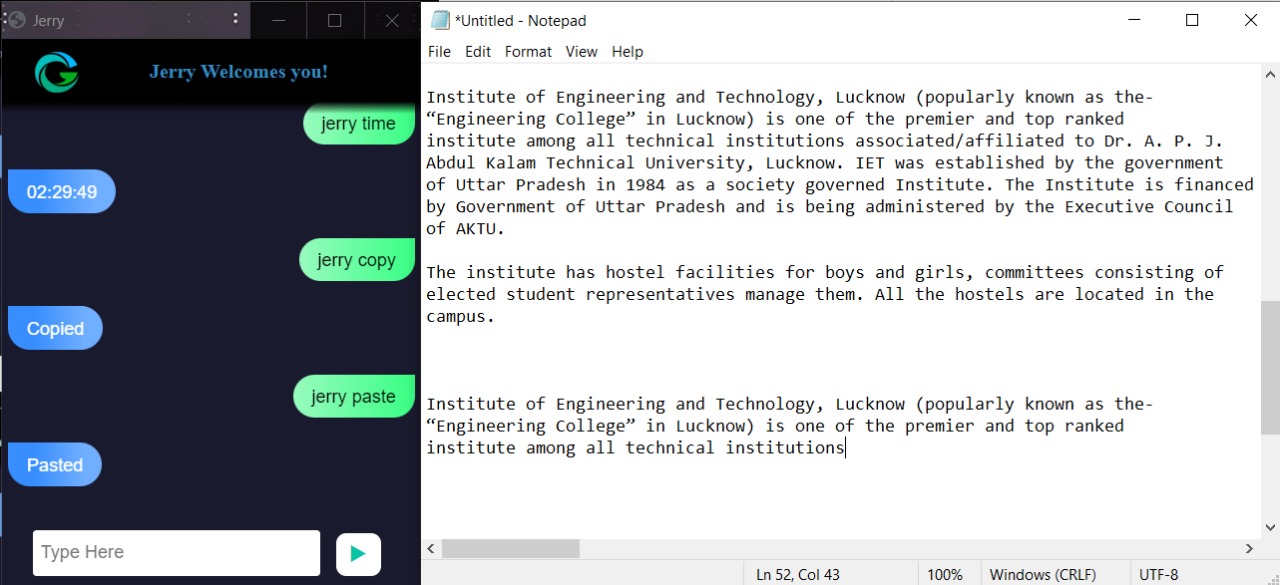 Jerry
Jerry Welcomes you!
jerry time
02:29:49
jerry copy
Copied
jerry paste
Pasted
Type Here
*Untitled - Notepad
File Edit Format View Help
Institute of Engineering and Technology, Lucknow (popularly known as the-
“Engineering College” in Lucknow) is one of the premier and top ranked
institute among all technical institutions associated/affiliated to Dr. A. P. J.
Abdul Kalam Technical University, Lucknow. IET was established by the government
of Uttar Pradesh in 1984 as a society governed Institute. The Institute is financed
by Government of Uttar Pradesh and is being administered by the Executive Council
of AKTU.
The institute has hostel facilities for boys and girls, committees consisting of
elected student representatives manage them. All the hostels are located in the
campus.
Institute of Engineering and Technology, Lucknow (popularly known as the-
“Engineering College” in Lucknow) is one of the premier and top ranked
institute among all technical institutions
Ln 52, Col 43 100% Windows (CRLF) UTF-8